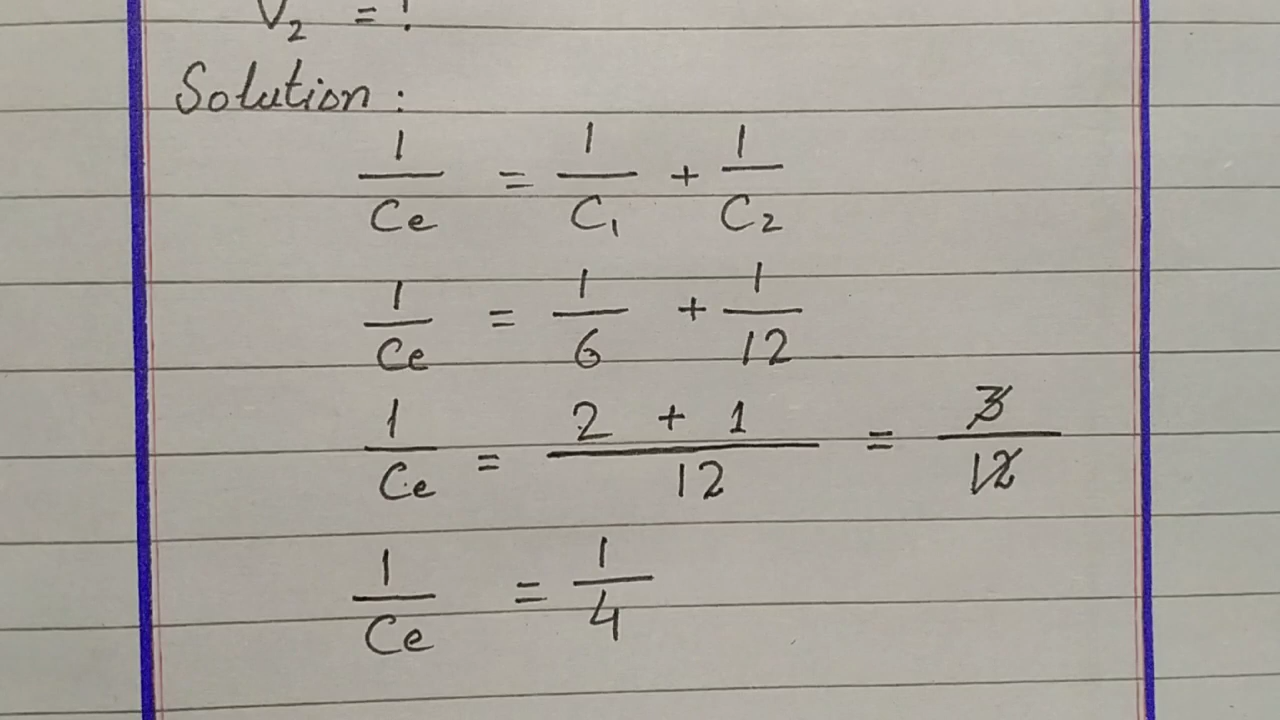 V₂ = ?
Solution :
1/Ce = 1/C₁ + 1/C₂
1/Ce = 1/6 + 1/12
1/Ce = (2 + 1)/12 = 3/12
1/Ce = 1/4